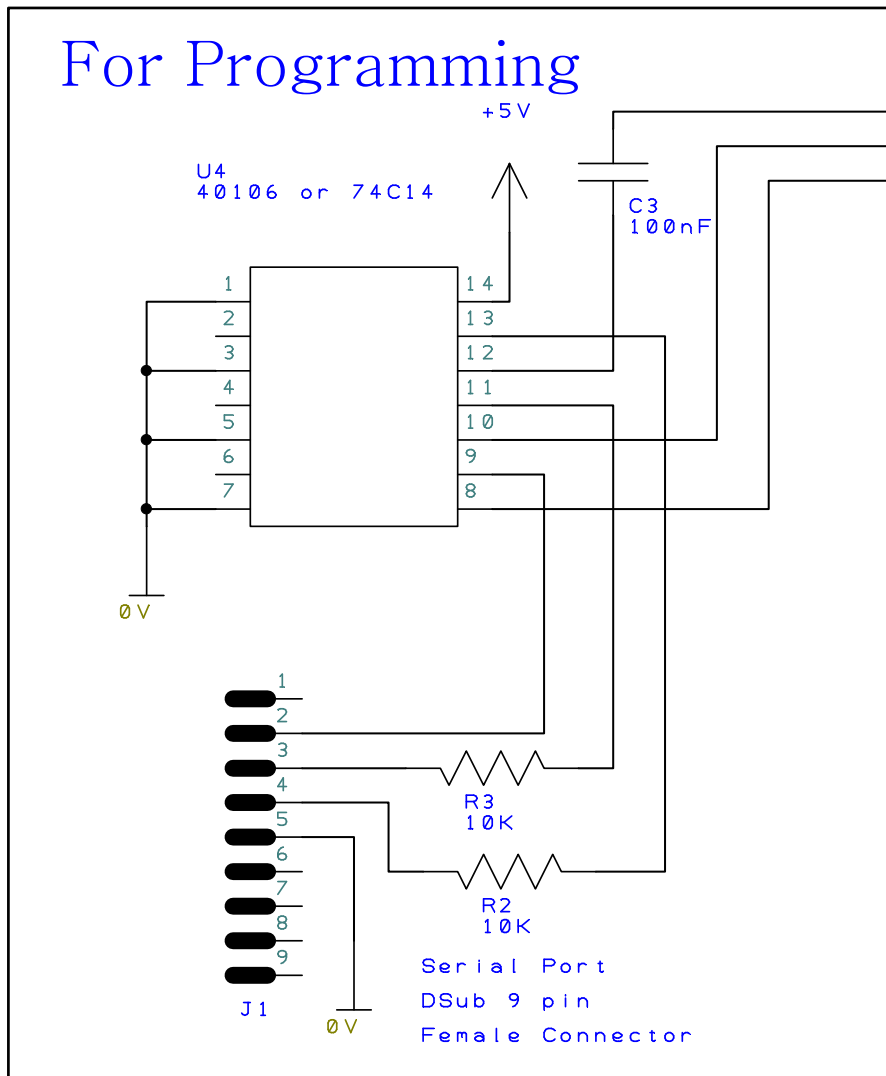 For Programming
+5V
U4
40106 or 74C14
C3
100nF
1
14
2
13
3
12
4
11
5
10
6
9
7
8
0V
1
2
3
4
5
6
7
8
9
R3
10K
R2
10K
J1
0V
Serial Port
DSub 9 pin
Female Connector